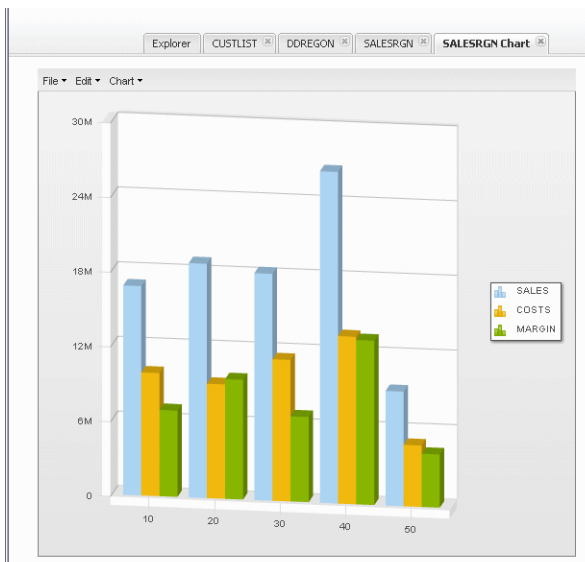 Explorer CUSTLIST DDREGON SALESRGN SALESRGN Chart
File Edit Chart
30M
24M
18M
12M
6M
0
10 20 30 40 50
SALES
COSTS
MARGIN